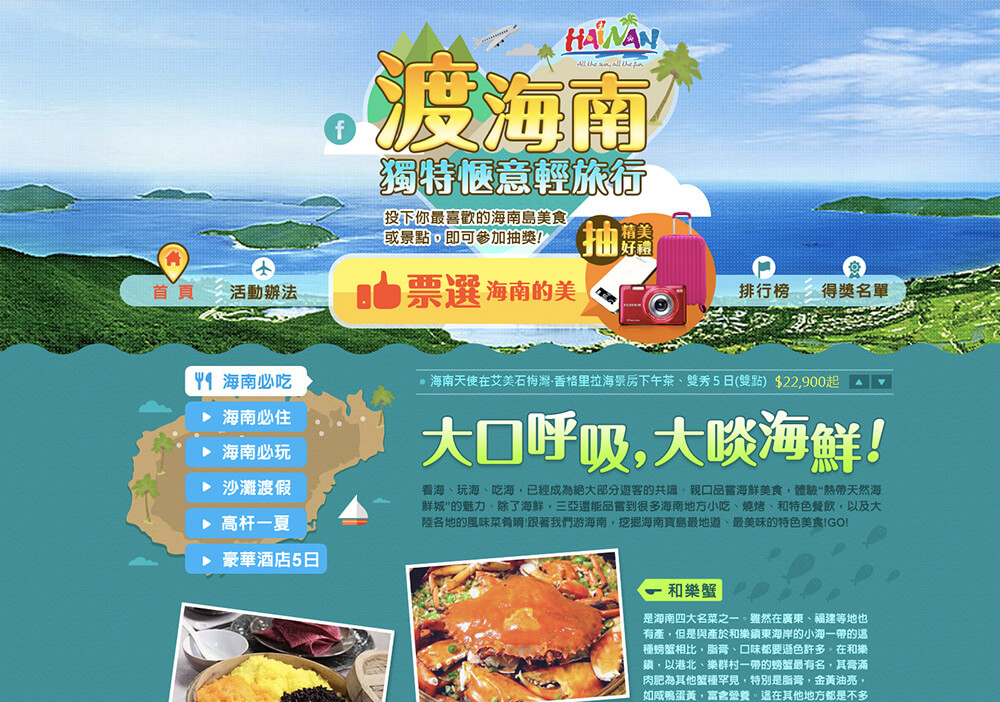 HAiNAN
All the sun, all the fun
渡海南
f
獨特愜意輕旅行
投下你最喜歡的海南島美食
或景點，即可參加抽獎!
抽 精美好禮
首頁
活動辦法
票選 海南的美
排行榜
得獎名單
海南必吃
海南必住
海南必玩
沙灘渡假
高杆一夏
豪華酒店5日
海南天使在艾美石梅灣‧香格里拉海景房下午茶、雙秀５日(雙點) $22,900起
大口呼吸,大啖海鮮!
看海、玩海、吃海，已經成為絕大部分遊客的共識。親口品嘗海鮮美食，體驗“熱帶天然海
鮮城”的魅力。除了海鮮，三亞還能品嘗到很多海南地方小吃、燒烤、和特色餐飲，以及大
陸各地的風味菜肴唷!跟著我們游海南，挖掘海南寶島最地道、最美味的特色美食!GO!
和樂蟹
是海南四大名菜之一。雖然在廣東、福建等地也
有產，但是與產於和樂鎮東海岸的小海一帶的這
種螃蟹相比，脂膏、口味都要遜色許多。在和樂
鎮，以港北、樂群村一帶的螃蟹最有名，其膏滿
肉肥為其他蟹種罕見，特別是脂膏，金黃油亮，
如咸鴨蛋黃，富含營養。這在其他地方都是不多